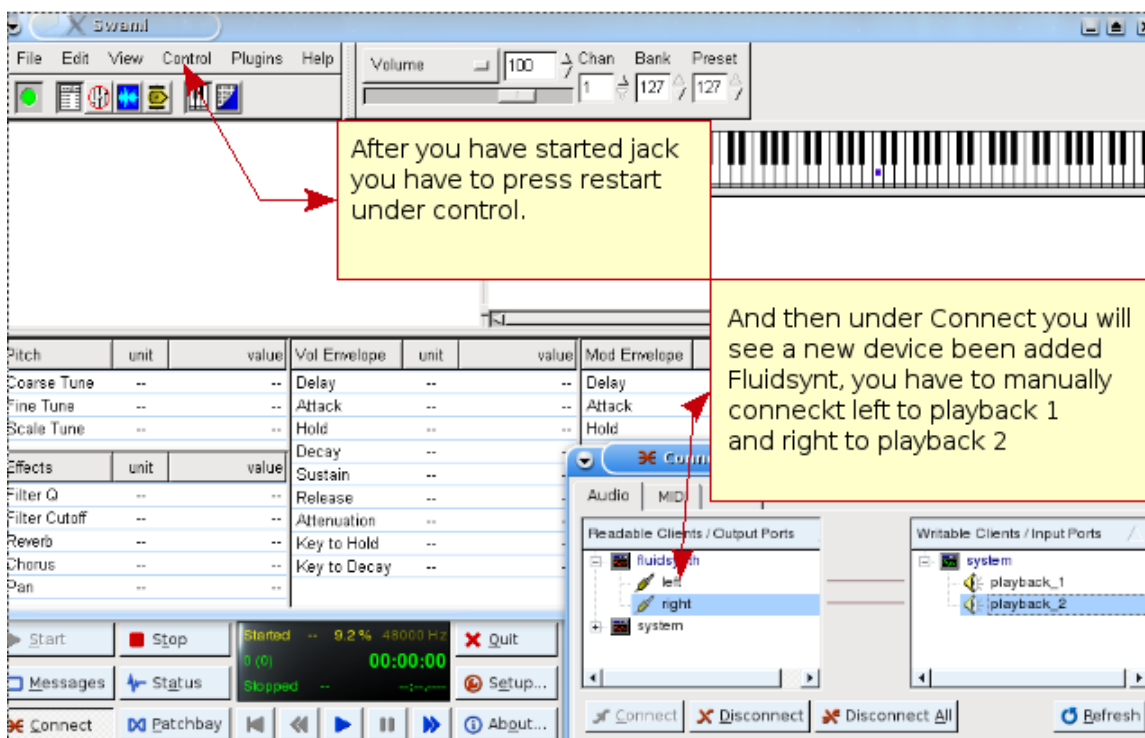 Swami
File Edit View Control Plugins Help
Volume 100 Chan Bank Preset
1 127 127
After you have started jack
you have to press restart
under control.
And then under Connect you will
see a new device been added
Fluidsynt, you have to manually
conneckt left to playback 1
and right to playback 2
Pitch unit value Vol Envelope unit value Mod Envelope
Coarse Tune -- -- Delay -- -- Delay
Fine Tune -- -- Attack -- -- Attack
Scale Tune -- -- Hold -- -- Hold
Decay --
Effects unit value Sustain --
Filter Q -- -- Release --
Filter Cutoff -- -- Attenuation --
Reverb -- -- Key to Hold --
Chorus -- -- Key to Decay --
Pan -- --
Audio MIDI
Readable Clients / Output Ports Writable Clients / Input Ports
fluidsynth system
left playback_1
right playback_2
system
Start Stop Started -- 9.2 % 48000 Hz Quit
0 (0) 00:00:00
Messages Status Stopped -- --:--:---- Setup...
Connect Patchbay About...
Connect Disconnect Disconnect All Refresh